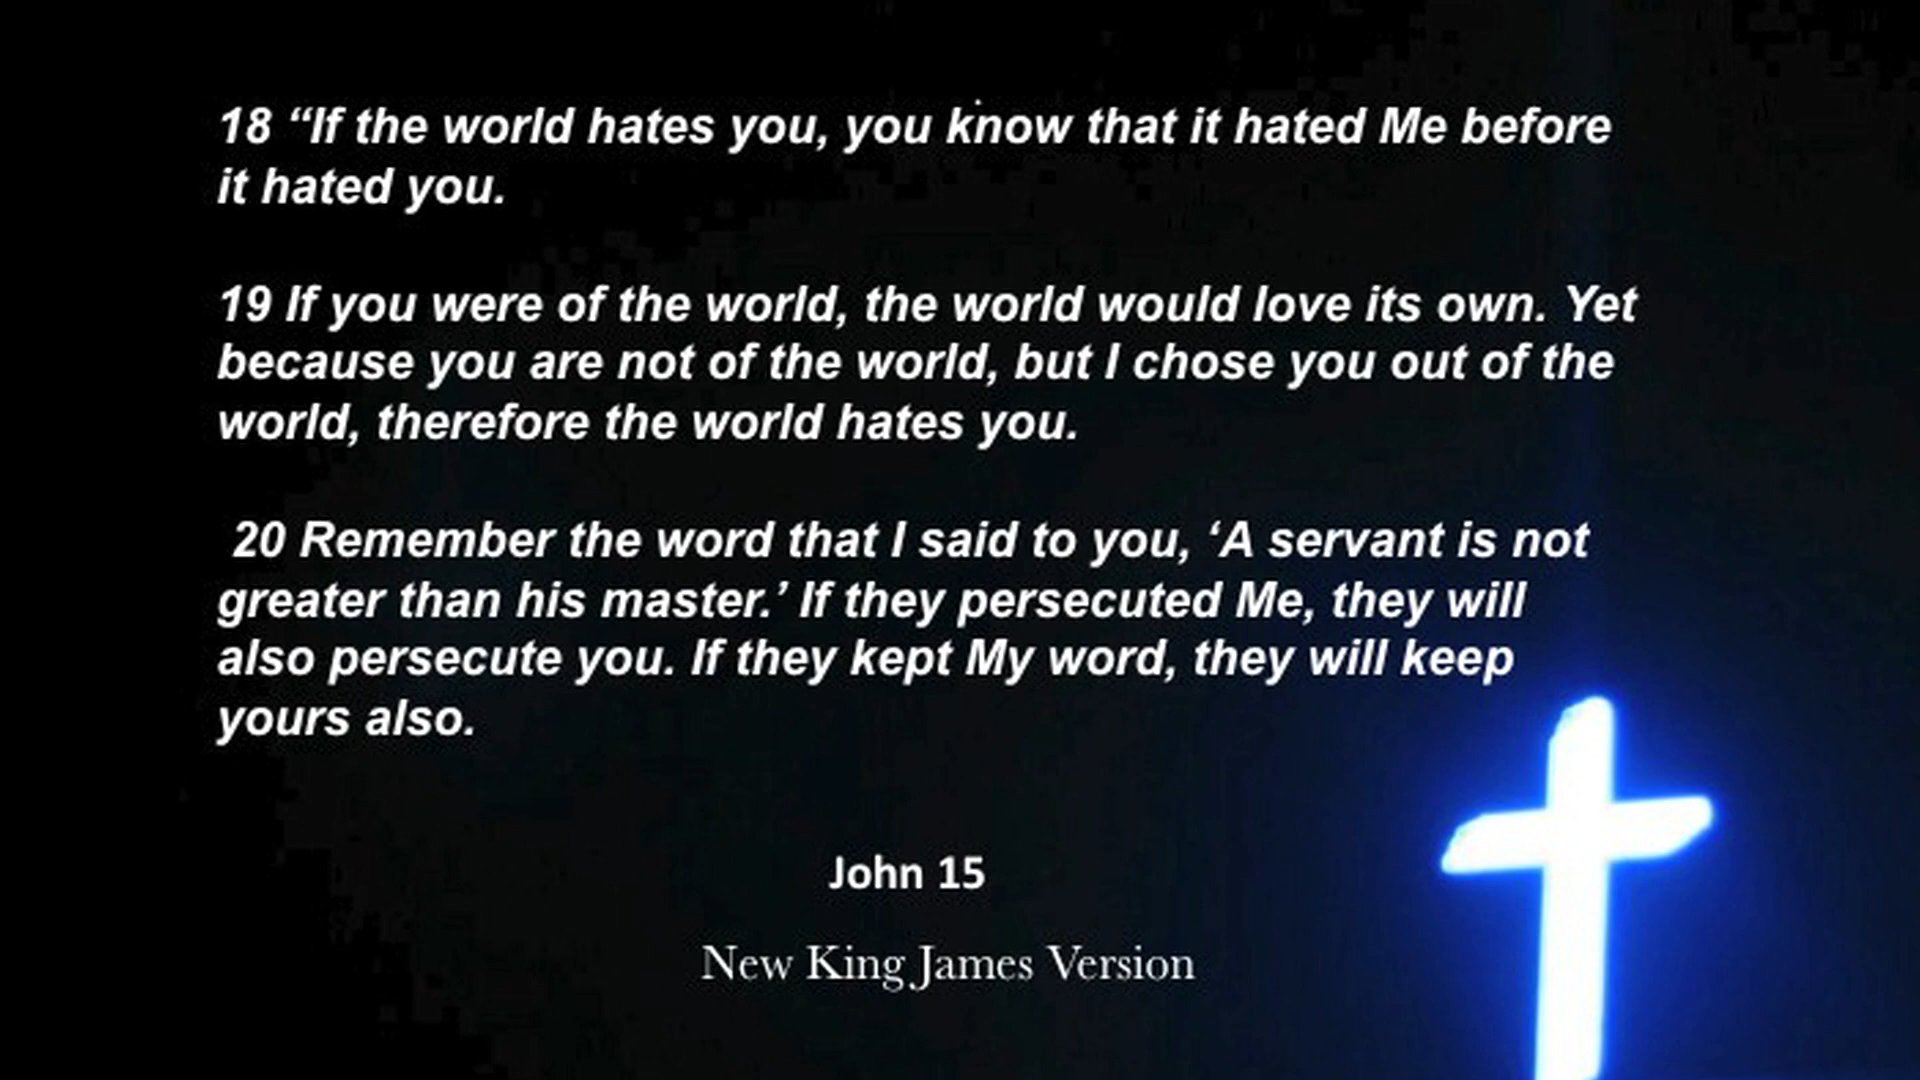 18 “If the world hates you, you know that it hated Me before
it hated you.
19 If you were of the world, the world would love its own. Yet
because you are not of the world, but I chose you out of the
world, therefore the world hates you.
20 Remember the word that I said to you, ‘A servant is not
greater than his master.’ If they persecuted Me, they will
also persecute you. If they kept My word, they will keep
yours also.
John 15
New King James Version